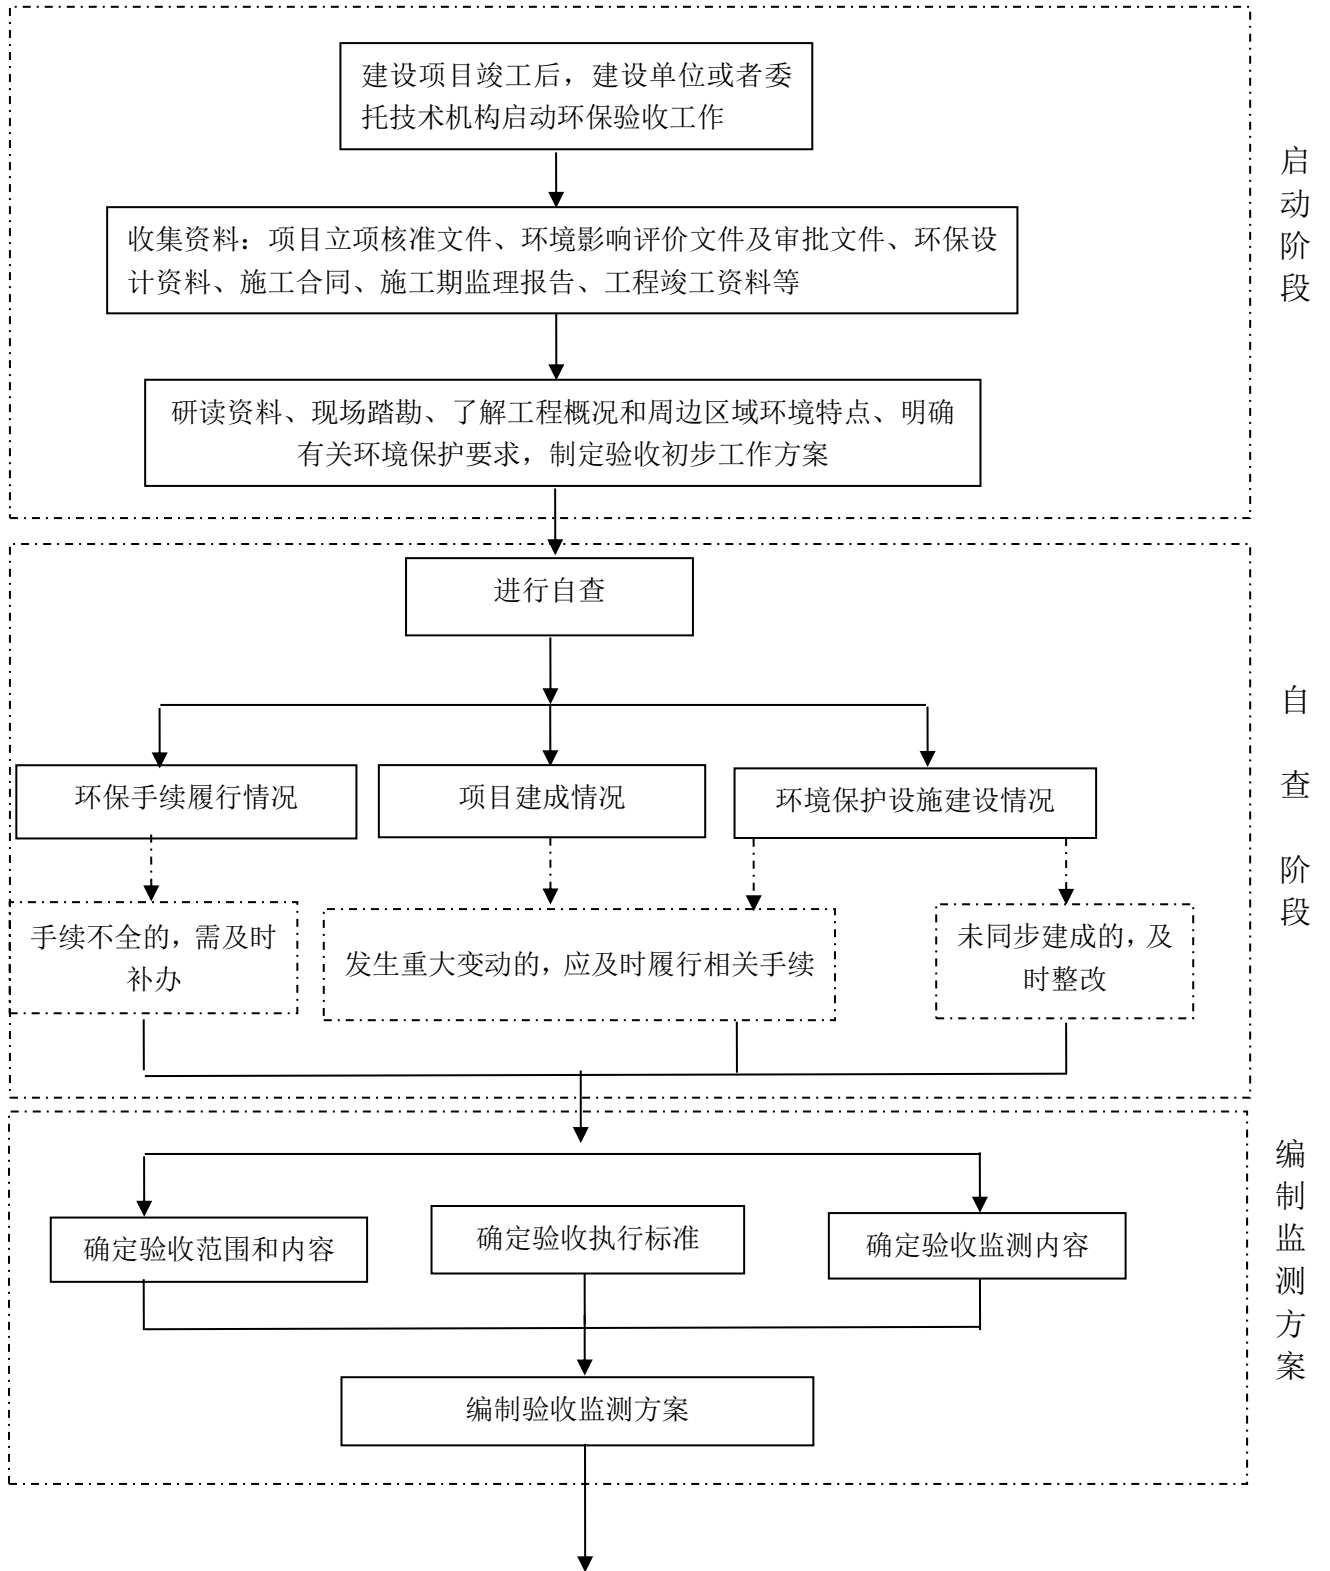 建设项目竣工后，建设单位或者委
托技术机构启动环保验收工作
收集资料：项目立项核准文件、环境影响评价文件及审批文件、环保设
计资料、施工合同、施工期监理报告、工程竣工资料等
研读资料、现场踏勘、了解工程概况和周边区域环境特点、明确
有关环境保护要求，制定验收初步工作方案
启动阶段
进行自查
环保手续履行情况
项目建成情况
环境保护设施建设情况
手续不全的，需及时
补办
发生重大变动的，应及时履行相关手续
未同步建成的，及
时整改
自查阶段
确定验收范围和内容
确定验收执行标准
确定验收监测内容
编制验收监测方案
编制监测方案